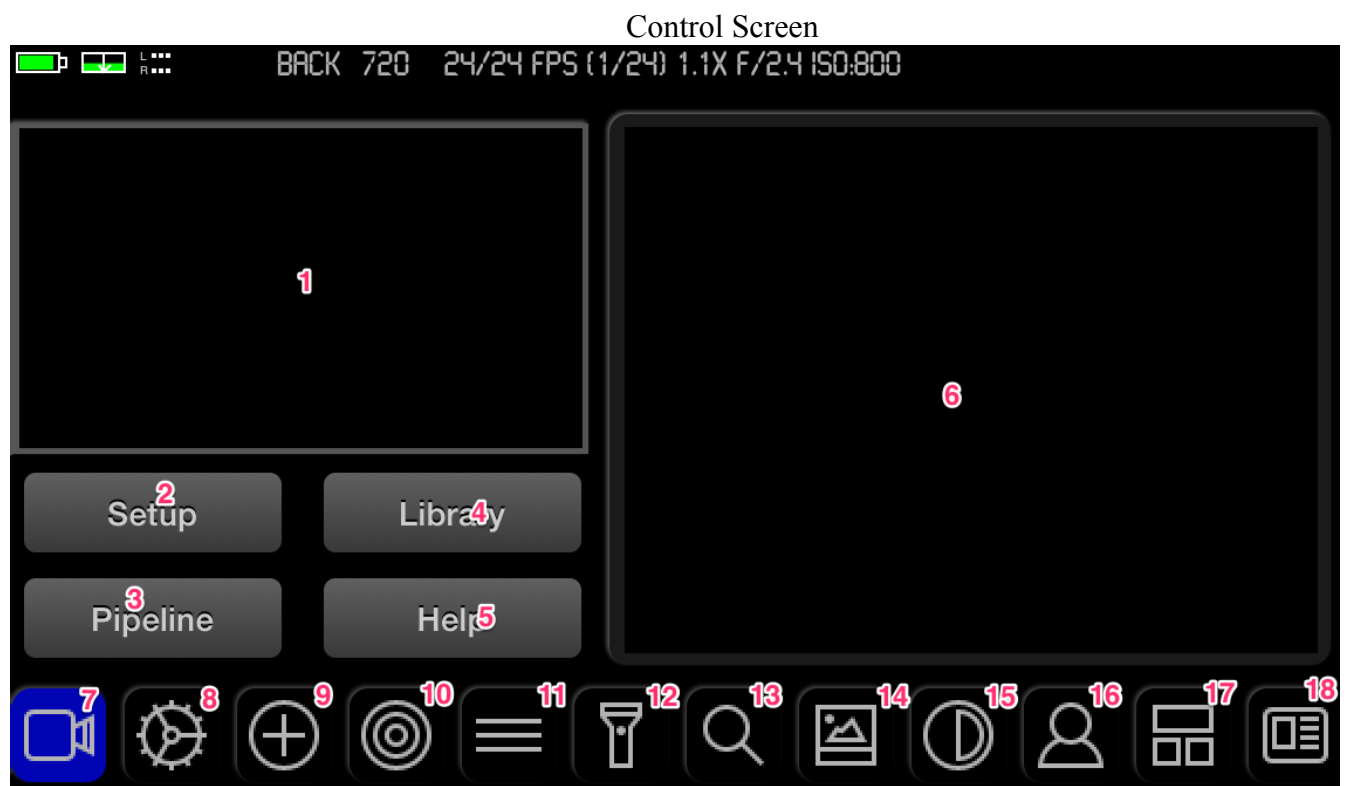 Control Screen
L
R
BACK 720 24/24 FPS (1/24) 1.1X F/2.4 ISO:800
1
6
2
Setup
4
Library
3
Pipeline
5
Help
7 8 9 10 11 12 13 14 15 16 17 18